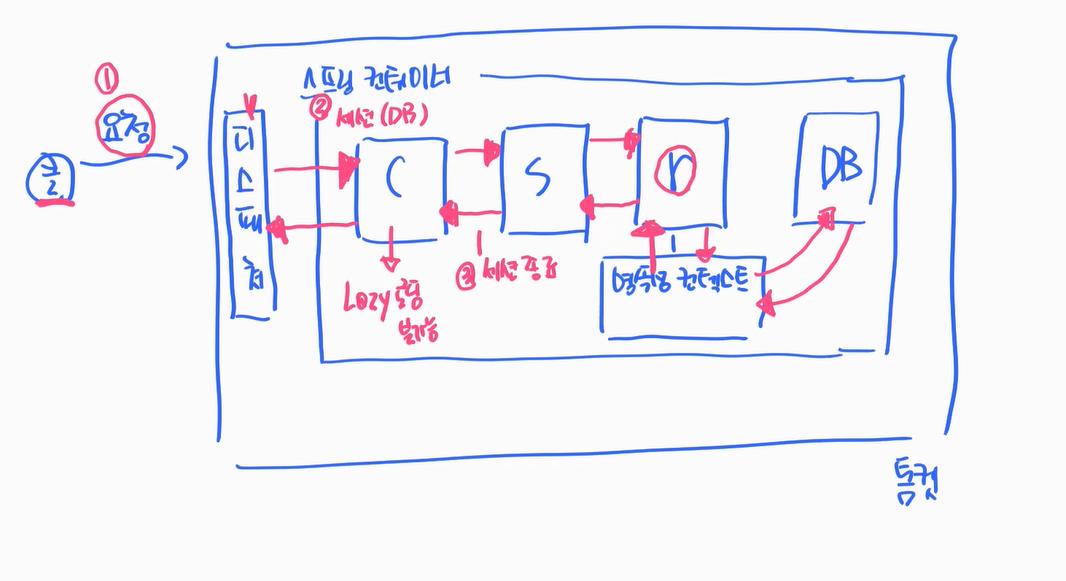 ①
요청
클
스프링 컨테이너
② 세션(DB)
디
스
패
쳐
C
S
r
DB
③ 세션종료
영속성 컨텍스트
Lazy 로딩
불가능
톰켓